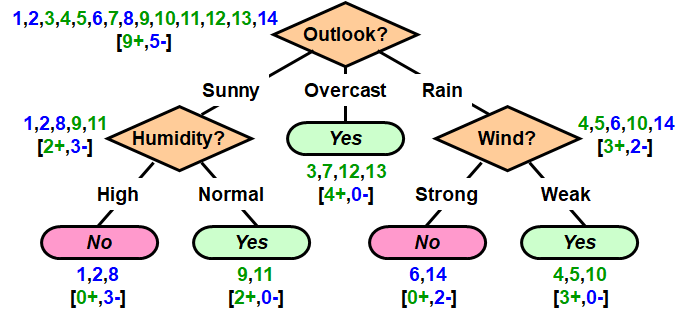 1,2,3,4,5,6,7,8,9,10,11,12,13,14
[9+,5-]
Outlook?
Sunny
Overcast
Rain
1,2,8,9,11
[2+,3-]
Humidity?
Yes
3,7,12,13
[4+,0-]
Wind?
4,5,6,10,14
[3+,2-]
High
Normal
Strong
Weak
No
Yes
No
Yes
1,2,8
[0+,3-]
9,11
[2+,0-]
6,14
[0+,2-]
4,5,10
[3+,0-]